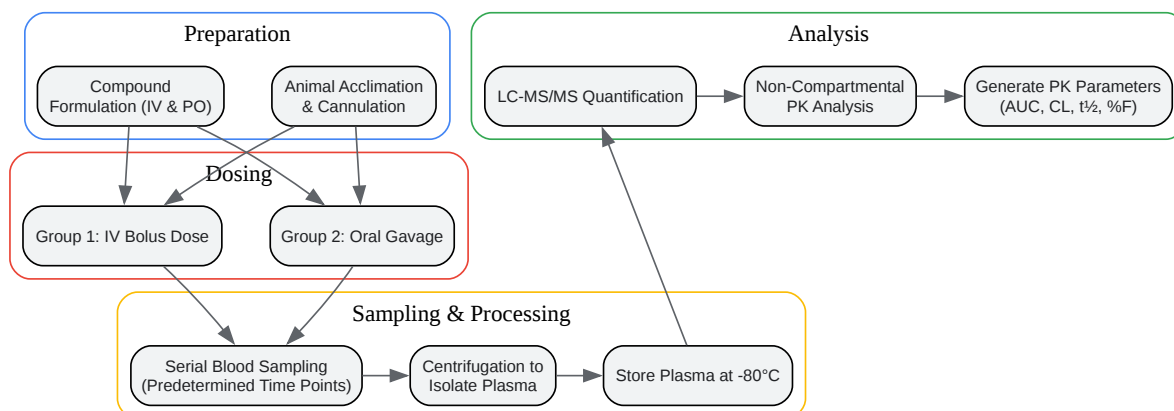 Preparation
Compound
Formulation (IV & PO)
Animal Acclimation
& Cannulation
Dosing
Group 1: IV Bolus Dose
Group 2: Oral Gavage
Sampling & Processing
Serial Blood Sampling
(Predetermined Time Points)
Centrifugation to
Isolate Plasma
Store Plasma at -80°C
Analysis
LC-MS/MS Quantification
Non-Compartmental
PK Analysis
Generate PK Parameters
(AUC, CL, t½, %F)